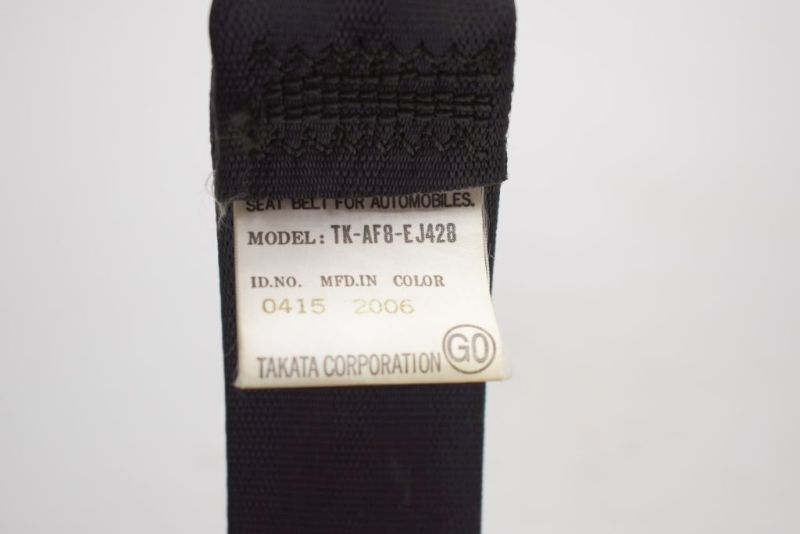 SEAT BELT FOR AUTOMOBILES.
MODEL: TK-AF8-EJ428
ID.NO. MFD.IN COLOR
0415 2006
TAKATA CORPORATION GO